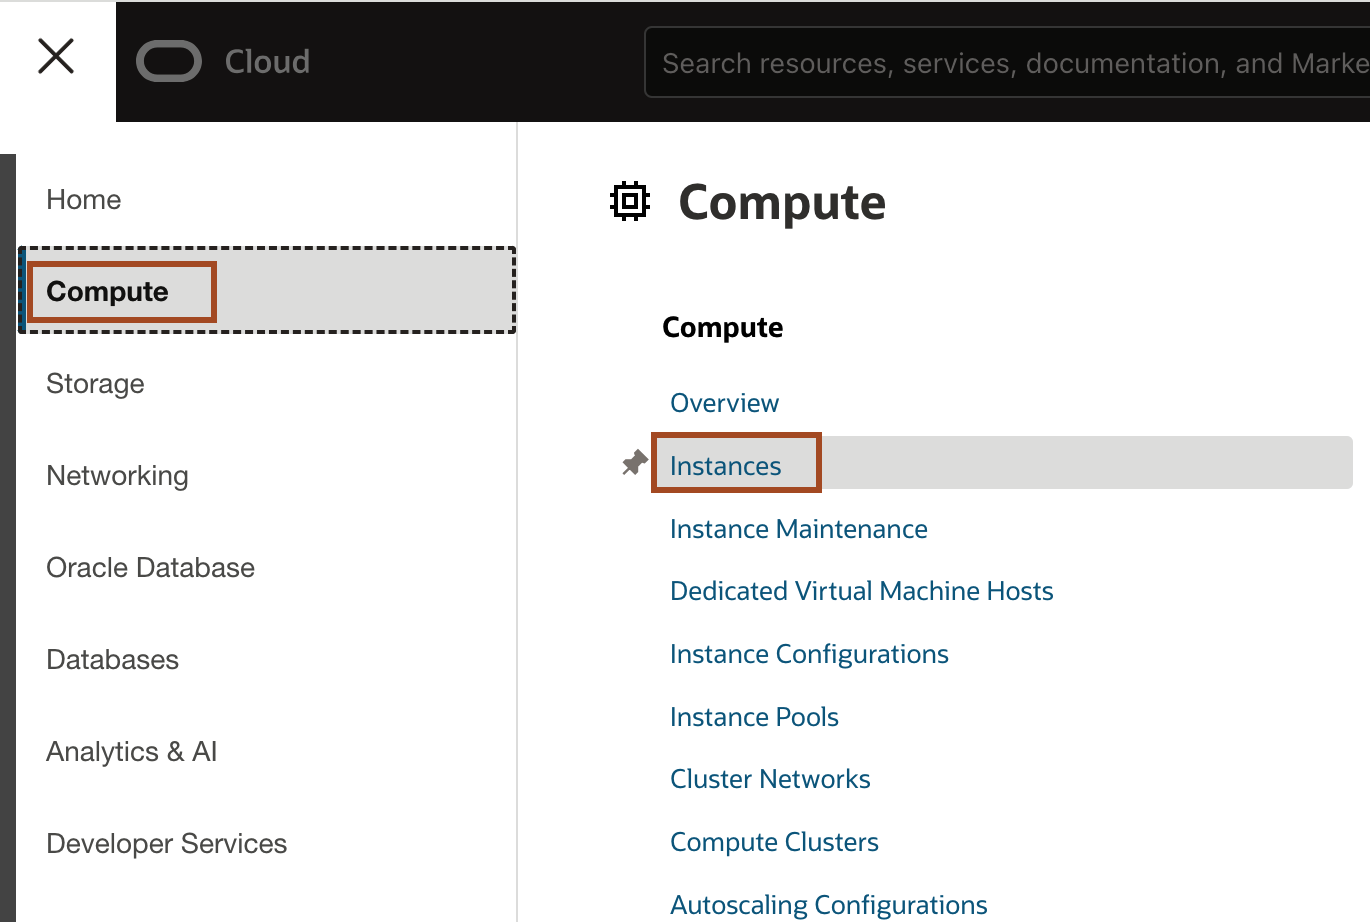 Cloud
Search resources, services, documentation, and Marke
Home
Compute
Storage
Networking
Oracle Database
Databases
Analytics & AI
Developer Services
Compute
Compute
Overview
Instances
Instance Maintenance
Dedicated Virtual Machine Hosts
Instance Configurations
Instance Pools
Cluster Networks
Compute Clusters
Autoscaling Configurations